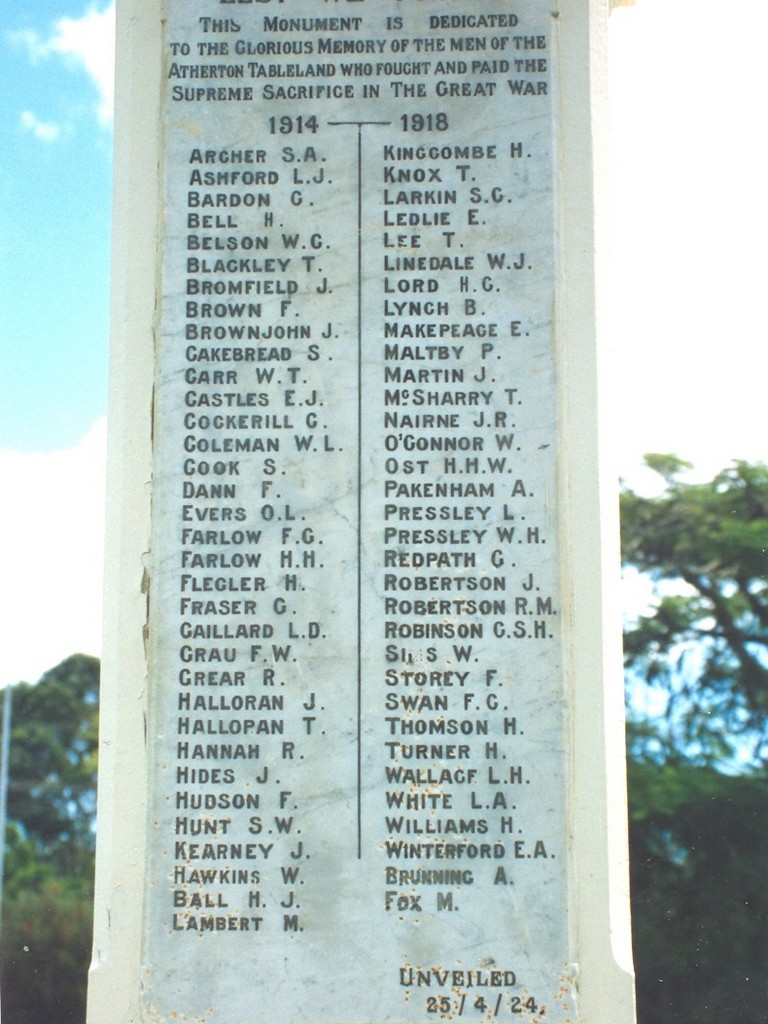 THIS MONUMENT IS DEDICATED
TO THE GLORIOUS MEMORY OF THE MEN OF THE
ATHERTON TABLELAND WHO FOUGHT AND PAID THE
SUPREME SACRIFICE IN THE GREAT WAR
1914 — 1918
ARCHER S.A.
ASHFORD L.J.
BARDON G.
BELL H.
BELSON W.G.
BLACKLEY T.
BROMFIELD J.
BROWN F.
BROWNJOHN J.
CAKEBREAD S.
CARR W.T.
CASTLES E.J.
COCKERILL G.
COLEMAN W.L.
COOK S.
DANN F.
EVERS O.L.
FARLOW F.G.
FARLOW H.H.
FLEGLER H.
FRASER G.
GAILLARD L.D.
GRAU F.W.
GREAR R.
HALLORAN J.
HALLOPAN T.
HANNAH R.
HIDES J.
HUDSON F.
HUNT S.W.
KEARNEY J.
HAWKINS W.
BALL H. J.
LAMBERT M.
KINGCOMBE H.
KNOX T.
LARKIN S.G.
LEDLIE E.
LEE T.
LINEDALE W.J.
LORD H.G.
LYNCH B.
MAKEPEACE E.
MALTBY P.
MARTIN J.
McSHARRY T.
NAIRNE J.R.
O'CONNOR W.
OST H.H.W.
PAKENHAM A.
PRESSLEY L.
PRESSLEY W.H.
REDPATH G.
ROBERTSON J.
ROBERTSON R.M.
ROBINSON G.S.H.
W.
STOREY F.
SWAN F.G.
THOMSON H.
TURNER H.
WALLACE L.H.
WHITE L.A.
WILLIAMS H.
WINTERFORD E.A.
BRUNNING A.
FOX M.
UNVEILED
25/4/24.